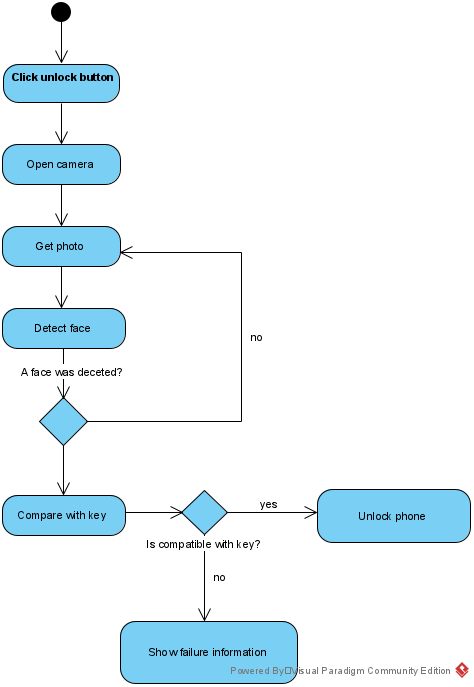 Click unlock button
Open camera
Get photo
Detect face
no
A face was deceted?
Compare with key
yes
Unlock phone
Is compatible with key?
no
Show failure information
Powered By Visual Paradigm Community Edition